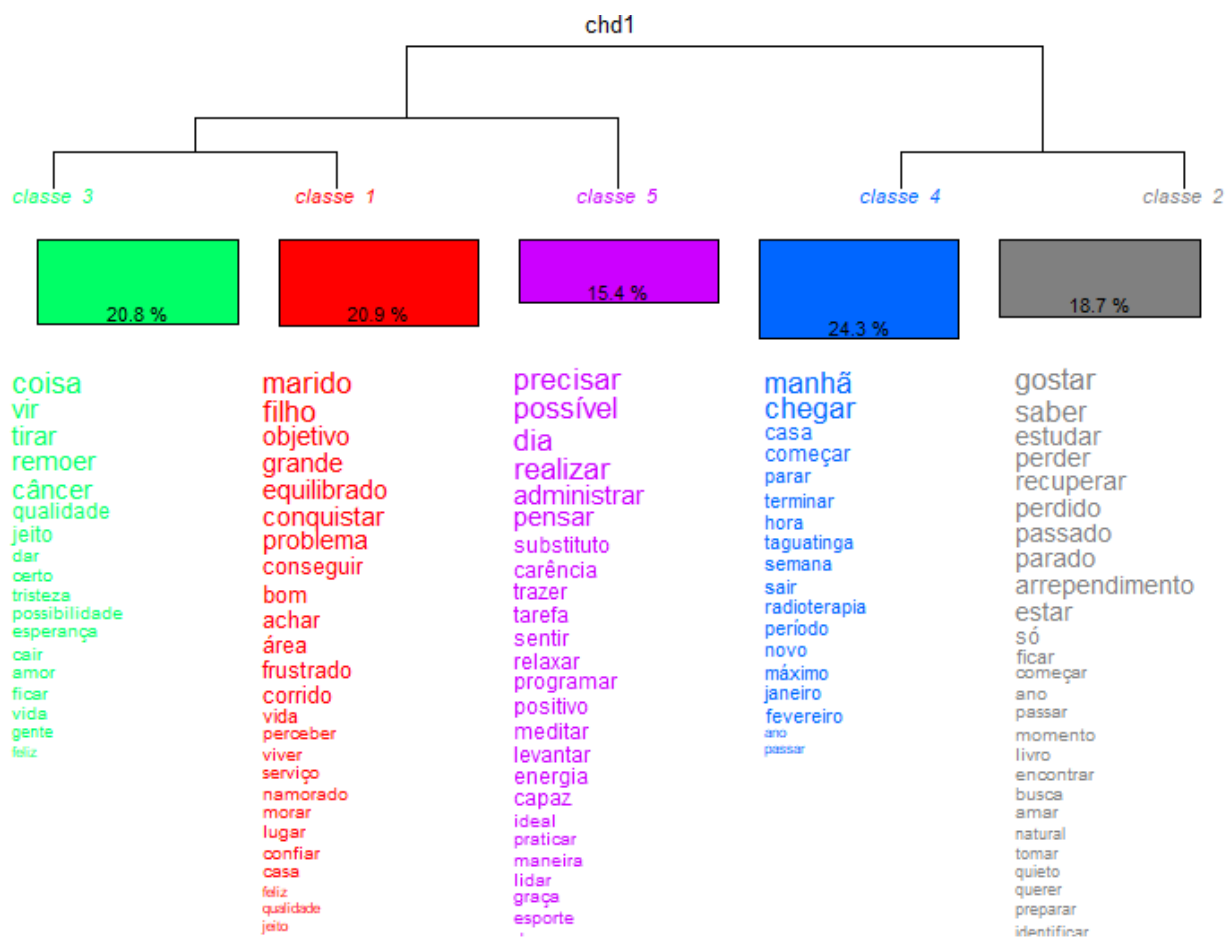 chd1
classe 3
classe 1
classe 5
classe 4
classe 2
20.8 %
20.9 %
15.4 %
24.3 %
18.7 %
coisa
vir
tirar
remoer
câncer
qualidade
jeito
dar
certo
tristeza
possibilidade
esperança
cair
amor
ficar
vida
gente
feliz
marido
filho
objetivo
grande
equilibrado
conquistar
problema
conseguir
bom
achar
área
frustrado
corrido
vida
perceber
viver
serviço
namorado
morar
lugar
confiar
casa
feliz
qualidade
jeito
precisar
possível
dia
realizar
administrar
pensar
substituto
carência
trazer
tarefa
sentir
relaxar
programar
positivo
meditar
levantar
energia
capaz
ideal
praticar
maneira
lidar
graça
esporte
manhã
chegar
casa
começar
parar
terminar
hora
taguatinga
semana
sair
radioterapia
período
novo
máximo
janeiro
fevereiro
ano
passar
gostar
saber
estudar
perder
recuperar
perdido
passado
parado
arrependimento
estar
só
ficar
começar
ano
passar
momento
livro
encontrar
busca
amar
natural
tomar
quieto
querer
preparar
identificar